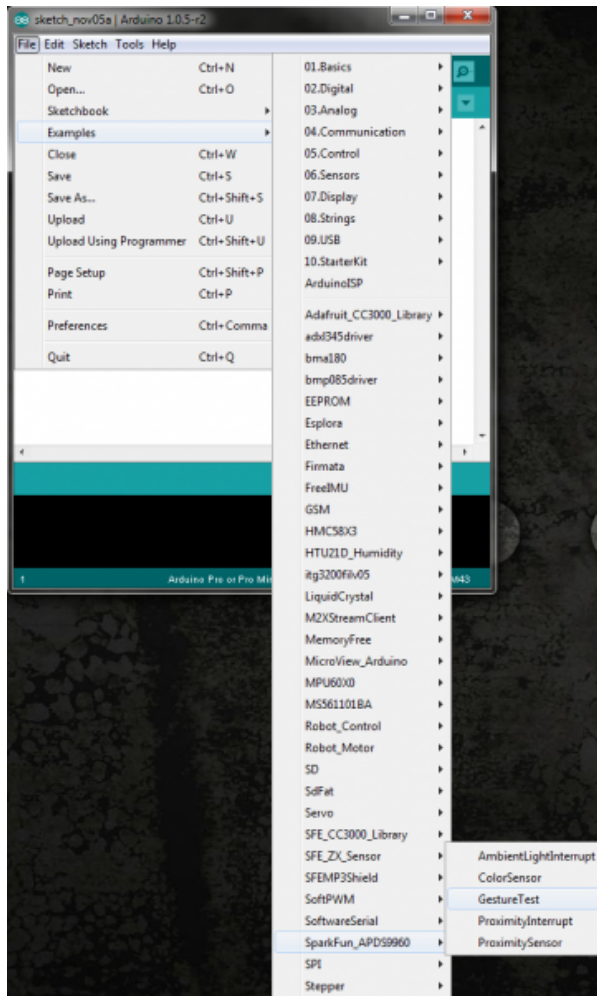 sketch_nov05a | Arduino 1.0.5-r2
File Edit Sketch Tools Help
New Ctrl+N
Open... Ctrl+O
Sketchbook
Examples
Close Ctrl+W
Save Ctrl+S
Save As... Ctrl+Shift+S
Upload Ctrl+U
Upload Using Programmer Ctrl+Shift+U
Page Setup Ctrl+Shift+P
Print Ctrl+P
Preferences Ctrl+Comma
Quit Ctrl+Q
01.Basics
02.Digital
03.Analog
04.Communication
05.Control
06.Sensors
07.Display
08.Strings
09.USB
10.StarterKit
ArduinoISP
Adafruit_CC3000_Library
adxl345driver
bma180
bmp085driver
EEPROM
Esplora
Ethernet
Firmata
FreeIMU
GSM
HMC58X3
HTU21D_Humidity
itg3200filv05
LiquidCrystal
M2XStreamClient
MemoryFree
MicroView_Arduino
MPU60X0
MS561101BA
Robot_Control
Robot_Motor
SD
SdFat
Servo
SFE_CC3000_Library
SFE_ZX_Sensor
SFEMP3Shield
SoftPWM
SoftwareSerial
SparkFun_APDS9960
SPI
Stepper
AmbientLightInterrupt
ColorSensor
GestureTest
ProximityInterrupt
ProximitySensor
1 Arduino Pro or Pro Mi M43